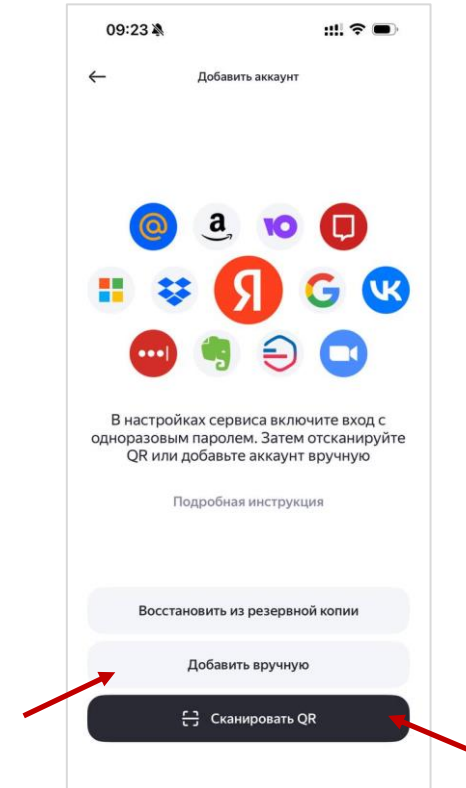 09:23
Добавить аккаунт
В настройках сервиса включите вход с
одноразовым паролем. Затем отсканируйте
QR или добавьте аккаунт вручную
Подробная инструкция
Восстановить из резервной копии
Добавить вручную
Сканировать QR